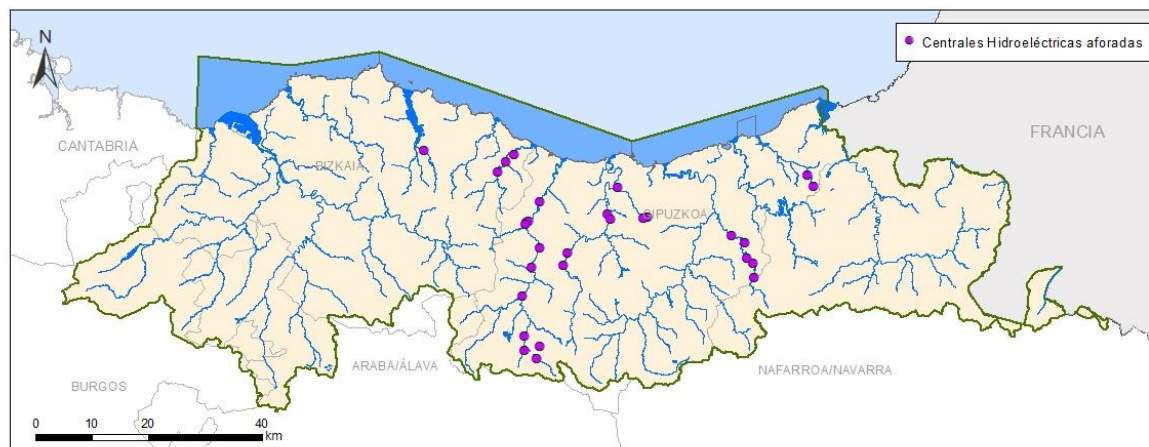 N
Centrales Hidroeléctricas aforadas
CANTABRIA
FRANCIA
BIZKAIA
GIPUZKOA
ARABA/ÁLAVA
NAFARROA/NAVARRA
BURGOS
0 10 20 40
km